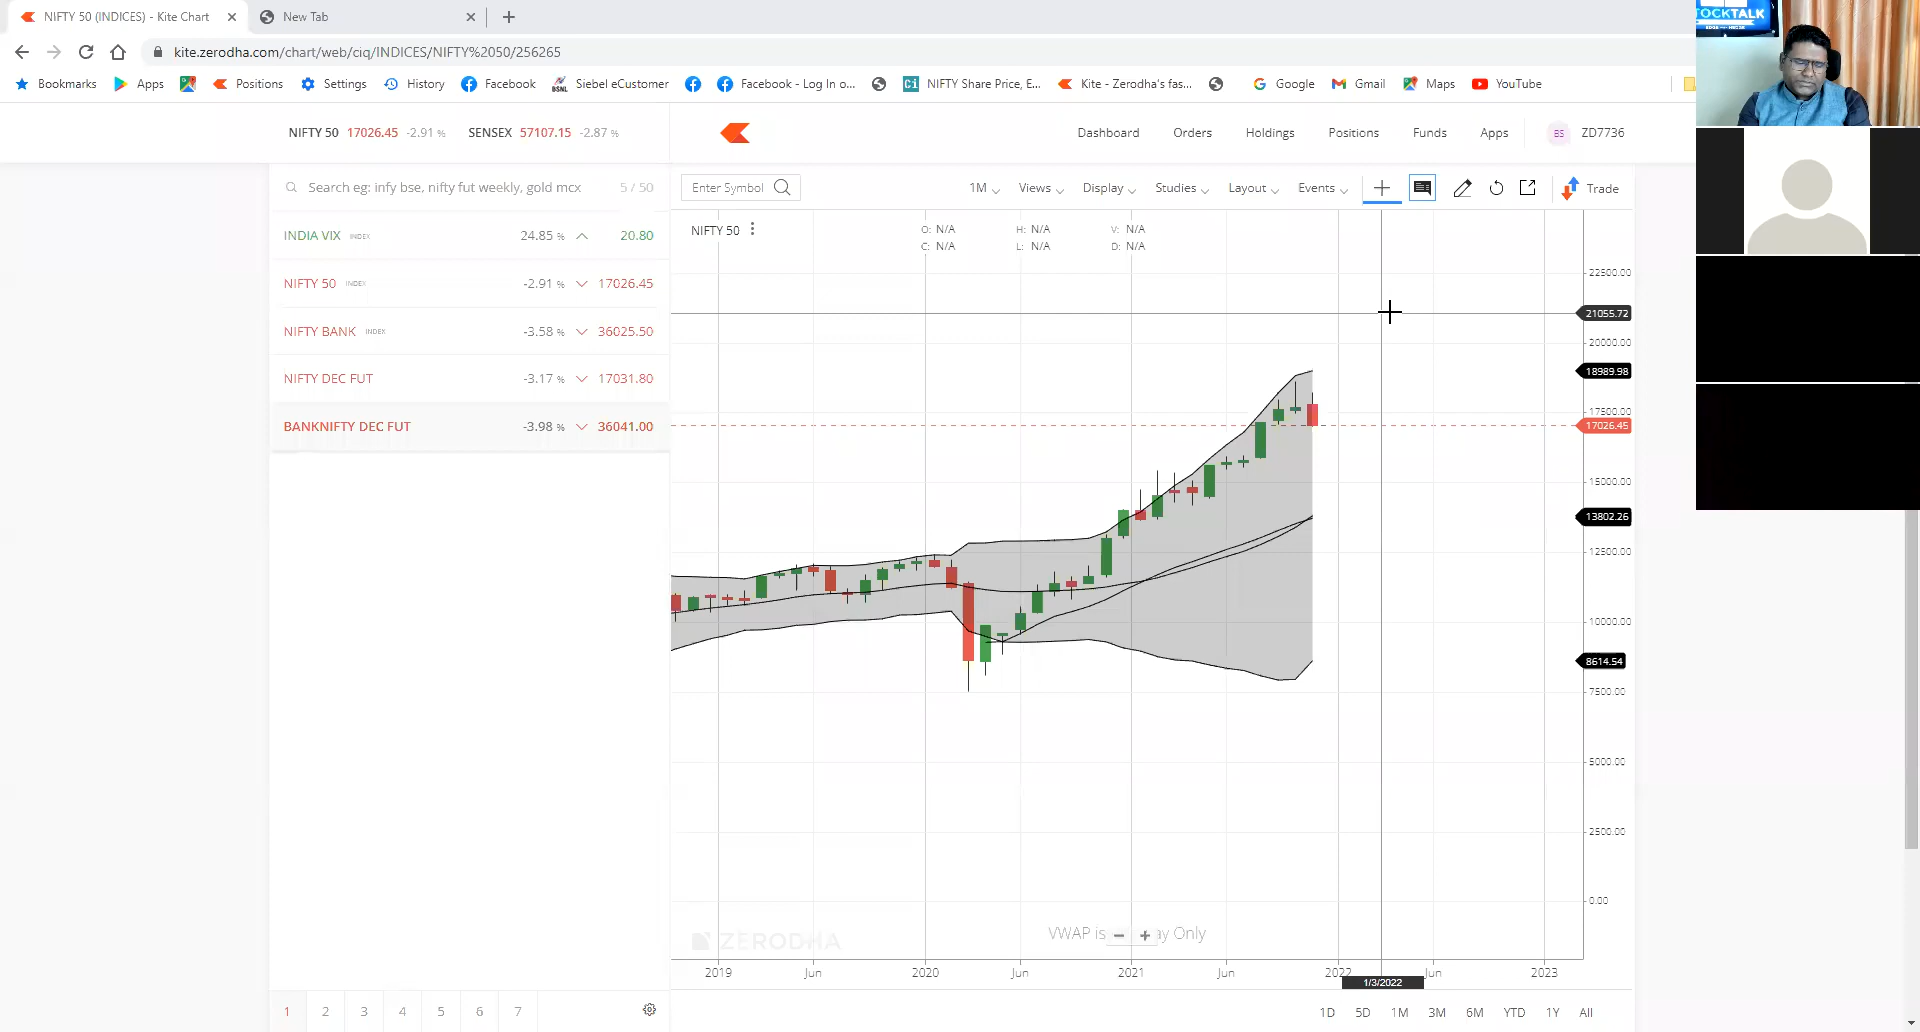 NIFTY 50 (INDICES) - Kite Chart
New Tab
kite.zerodha.com/chart/web/ciq/INDICES/NIFTY%2050/256265
Bookmarks Apps Positions Settings History Facebook Siebel eCustomer Facebook - Log In o... NIFTY Share Price, E... Kite - Zerodha's fas... Google Gmail Maps YouTube
NIFTY 50 17026.45 -2.91 % SENSEX 57107.15 -2.87 %
Dashboard Orders Holdings Positions Funds Apps BS ZD7736
Search eg: infy bse, nifty fut weekly, gold mcx 5 / 50
INDIA VIX INDEX 24.85 % 20.80
NIFTY 50 INDEX -2.91 % 17026.45
NIFTY BANK INDEX -3.58 % 36025.50
NIFTY DEC FUT -3.17 % 17031.80
BANKNIFTY DEC FUT -3.98 % 36041.00
1 2 3 4 5 6 7
Enter Symbol 1M Views Display Studies Layout Events Trade
NIFTY 50 O: N/A H: N/A V: N/A
C: N/A L: N/A D: N/A
22500.00
21055.72
20000.00
18989.98
17500.00
17026.45
15000.00
13802.26
12500.00
10000.00
8614.54
7500.00
5000.00
2500.00
0.00
ZERODHA
VWAP is ay Only
2019 Jun 2020 Jun 2021 Jun 2022 Jun 2023
1/3/2022
1D 5D 1M 3M 6M YTD 1Y All
TOCKTALK